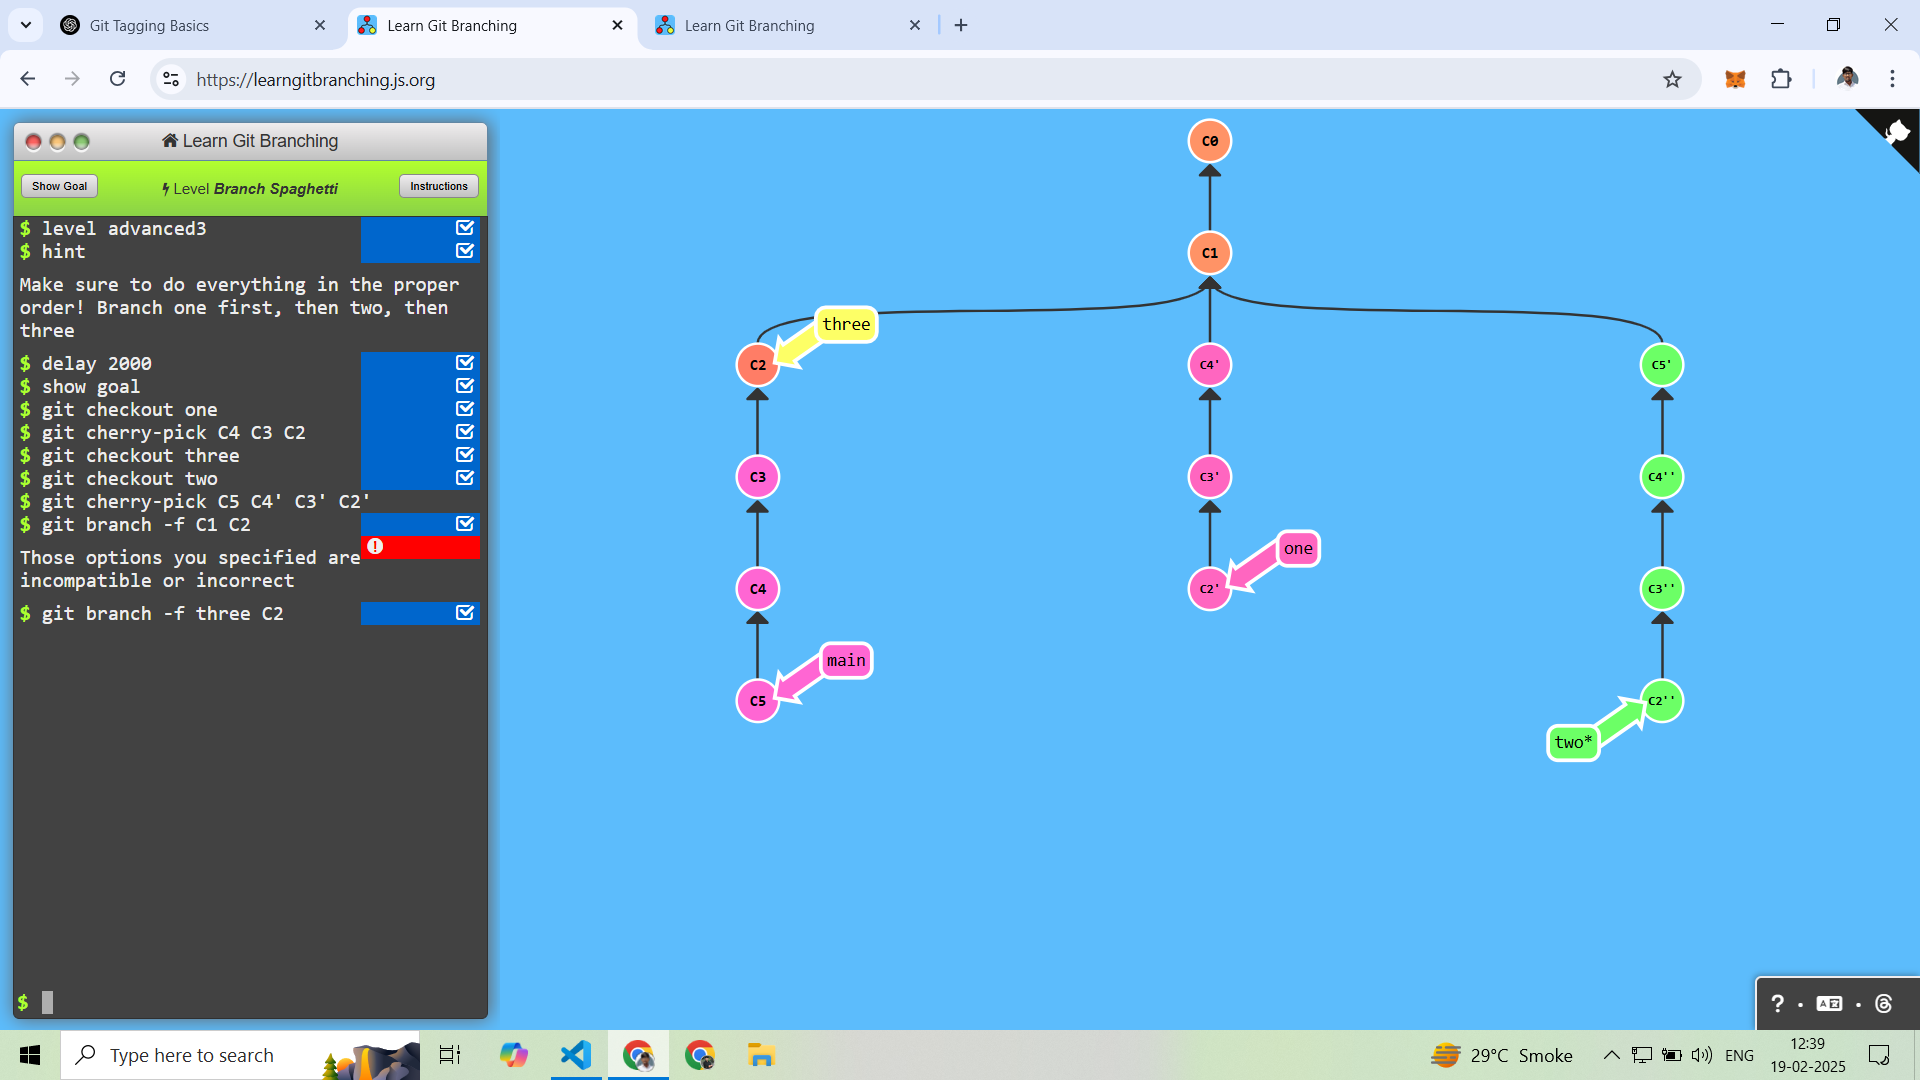 Git Tagging Basics
Learn Git Branching
Learn Git Branching
https://learngitbranching.js.org
Learn Git Branching
Show Goal
Level Branch Spaghetti
Instructions
$ level advanced3
$ hint
Make sure to do everything in the proper
order! Branch one first, then two, then
three
$ delay 2000
$ show goal
$ git checkout one
$ git cherry-pick C4 C3 C2
$ git checkout three
$ git checkout two
$ git cherry-pick C5 C4' C3' C2'
$ git branch -f C1 C2
Those options you specified are
incompatible or incorrect
$ git branch -f three C2
$
C0
C1
three
C2
C4'
C5'
C3
C3'
C4''
one
C4
C2'
C3''
main
C5
C2''
two*
?
Type here to search
29°C Smoke
ENG
12:39
19-02-2025